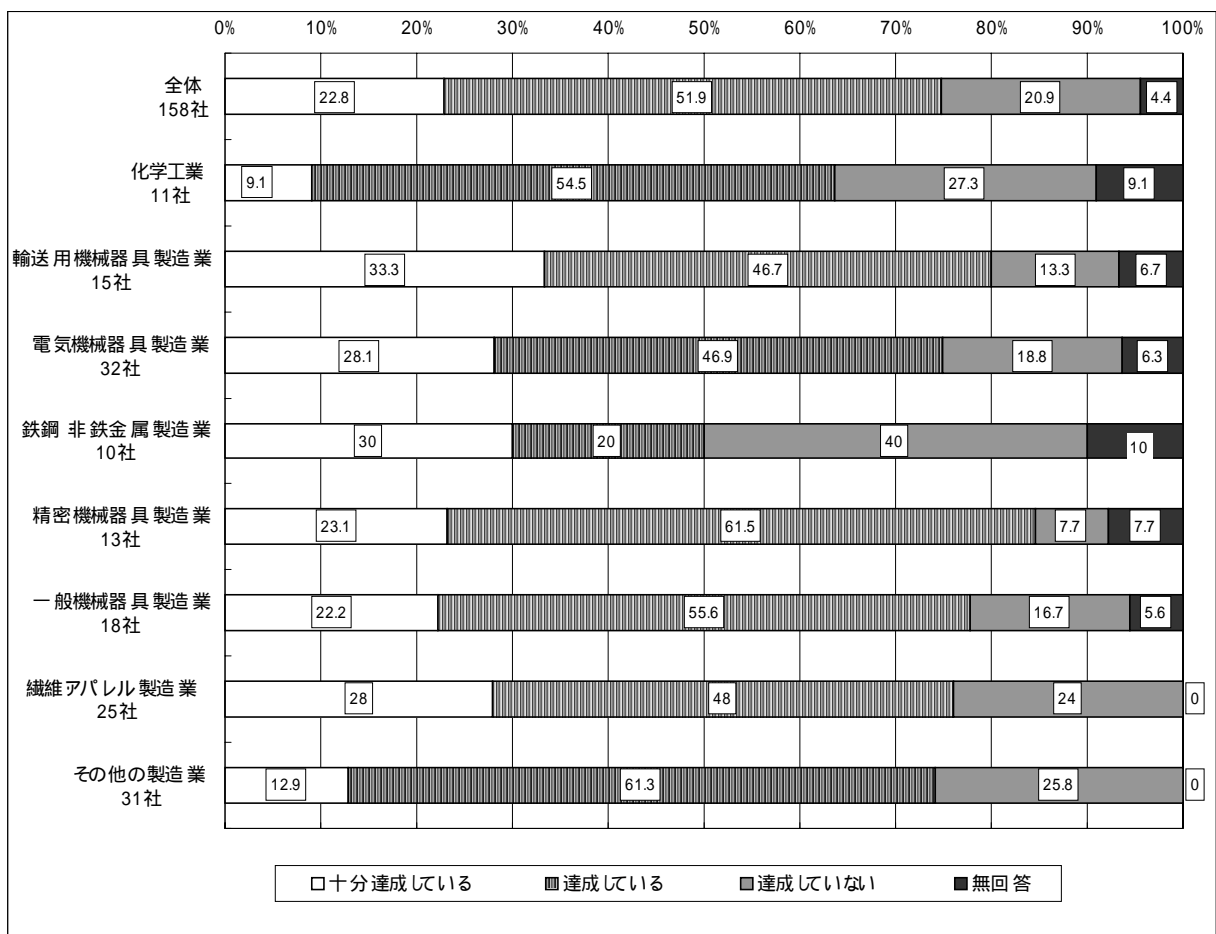 0% 10% 20% 30% 40% 50% 60% 70% 80% 90% 100%
全体
158社
22.8 51.9 20.9 4.4
化学工業
11社
9.1 54.5 27.3 9.1
輸送用機械器具製造業
15社
33.3 46.7 13.3 6.7
電気機械器具製造業
32社
28.1 46.9 18.8 6.3
鉄鋼 非鉄金属製造業
10社
30 20 40 10
精密機械器具製造業
13社
23.1 61.5 7.7 7.7
一般機械器具製造業
18社
22.2 55.6 16.7 5.6
繊維アパレル製造業
25社
28 48 24 0
その他の製造業
31社
12.9 61.3 25.8 0
十分達成している 達成している 達成していない 無回答